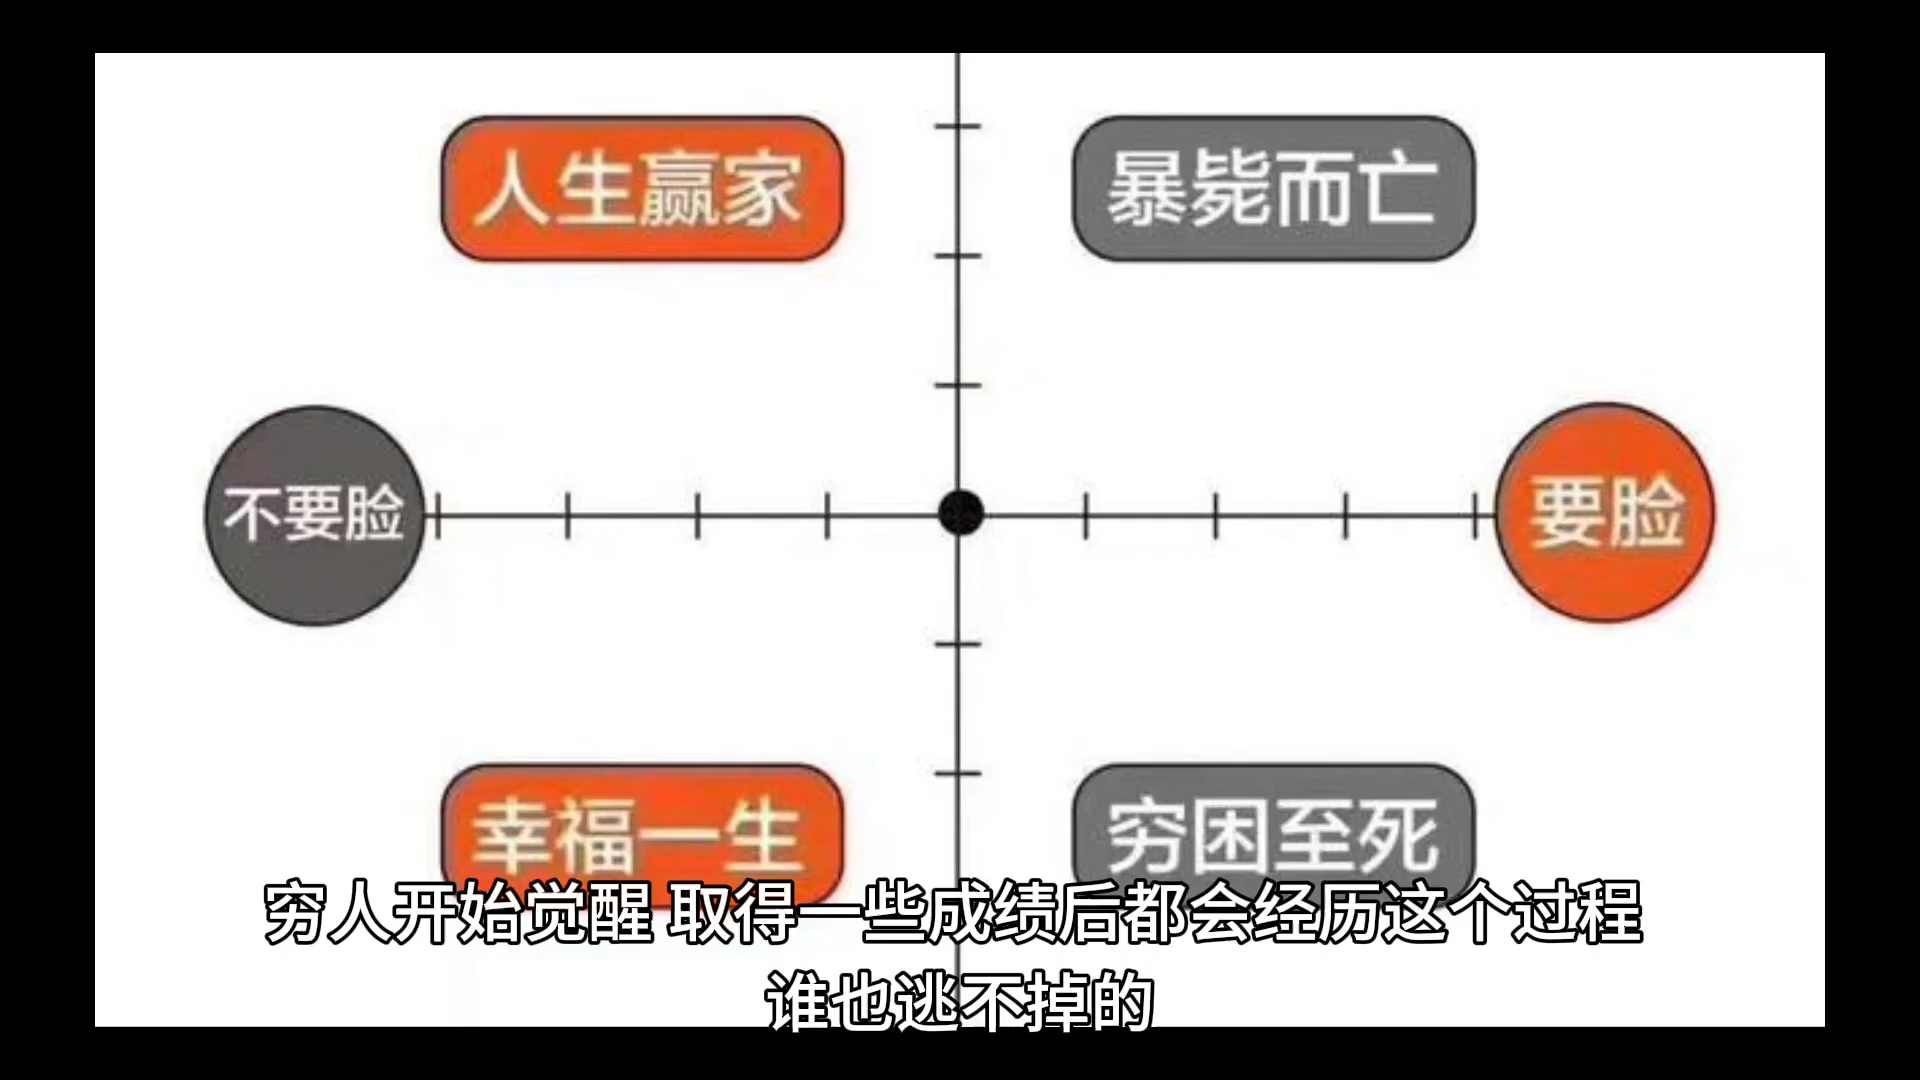 人生赢家
暴毙而亡
不要脸
要脸
幸福一生
穷困至死
穷人开始觉醒 取得一些成绩后都会经历这个过程
谁也逃不掉的